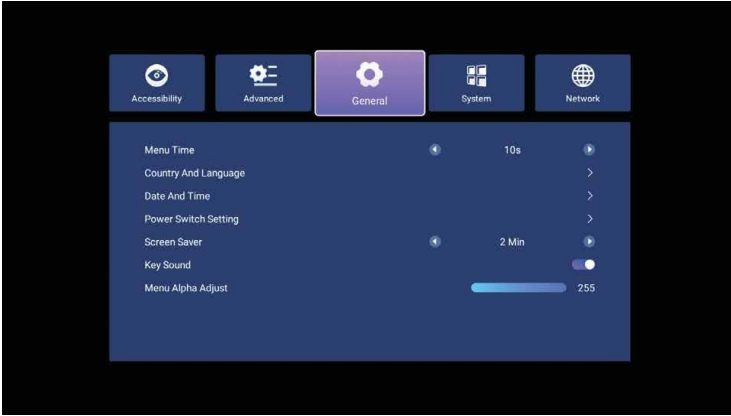 Accessibility
Advanced
General
System
Network
Menu Time 10s
Country And Language
Date And Time
Power Switch Setting
Screen Saver 2 Min
Key Sound
Menu Alpha Adjust 255